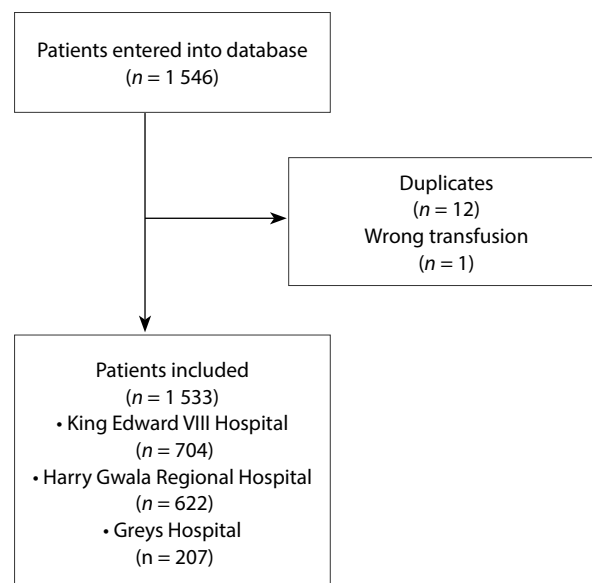 Patients entered into database
(n = 1 546)
Duplicates
(n = 12)
Wrong transfusion
(n = 1)
Patients included
(n = 1 533)
• King Edward VIII Hospital
(n = 704)
• Harry Gwala Regional Hospital
(n = 622)
• Greys Hospital
(n = 207)